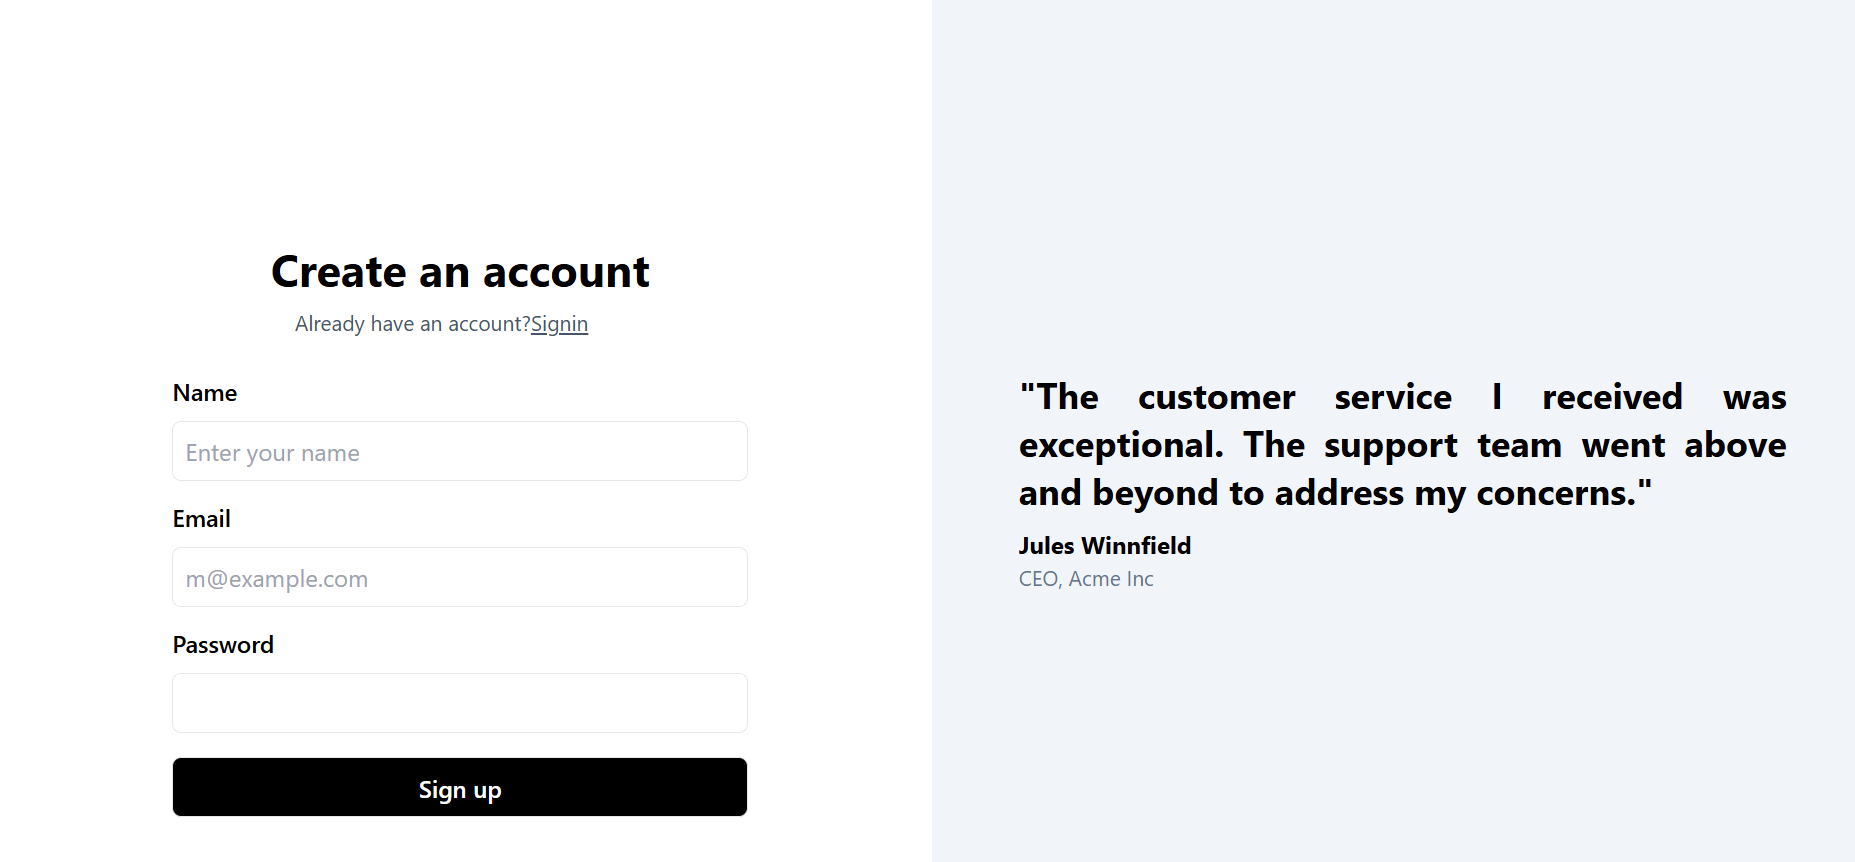 Create an account
Already have an account?Signin
Name
Enter your name
Email
m@example.com
Password
Sign up
"The customer service I received was
exceptional. The support team went above
and beyond to address my concerns."
Jules Winnfield
CEO, Acme Inc